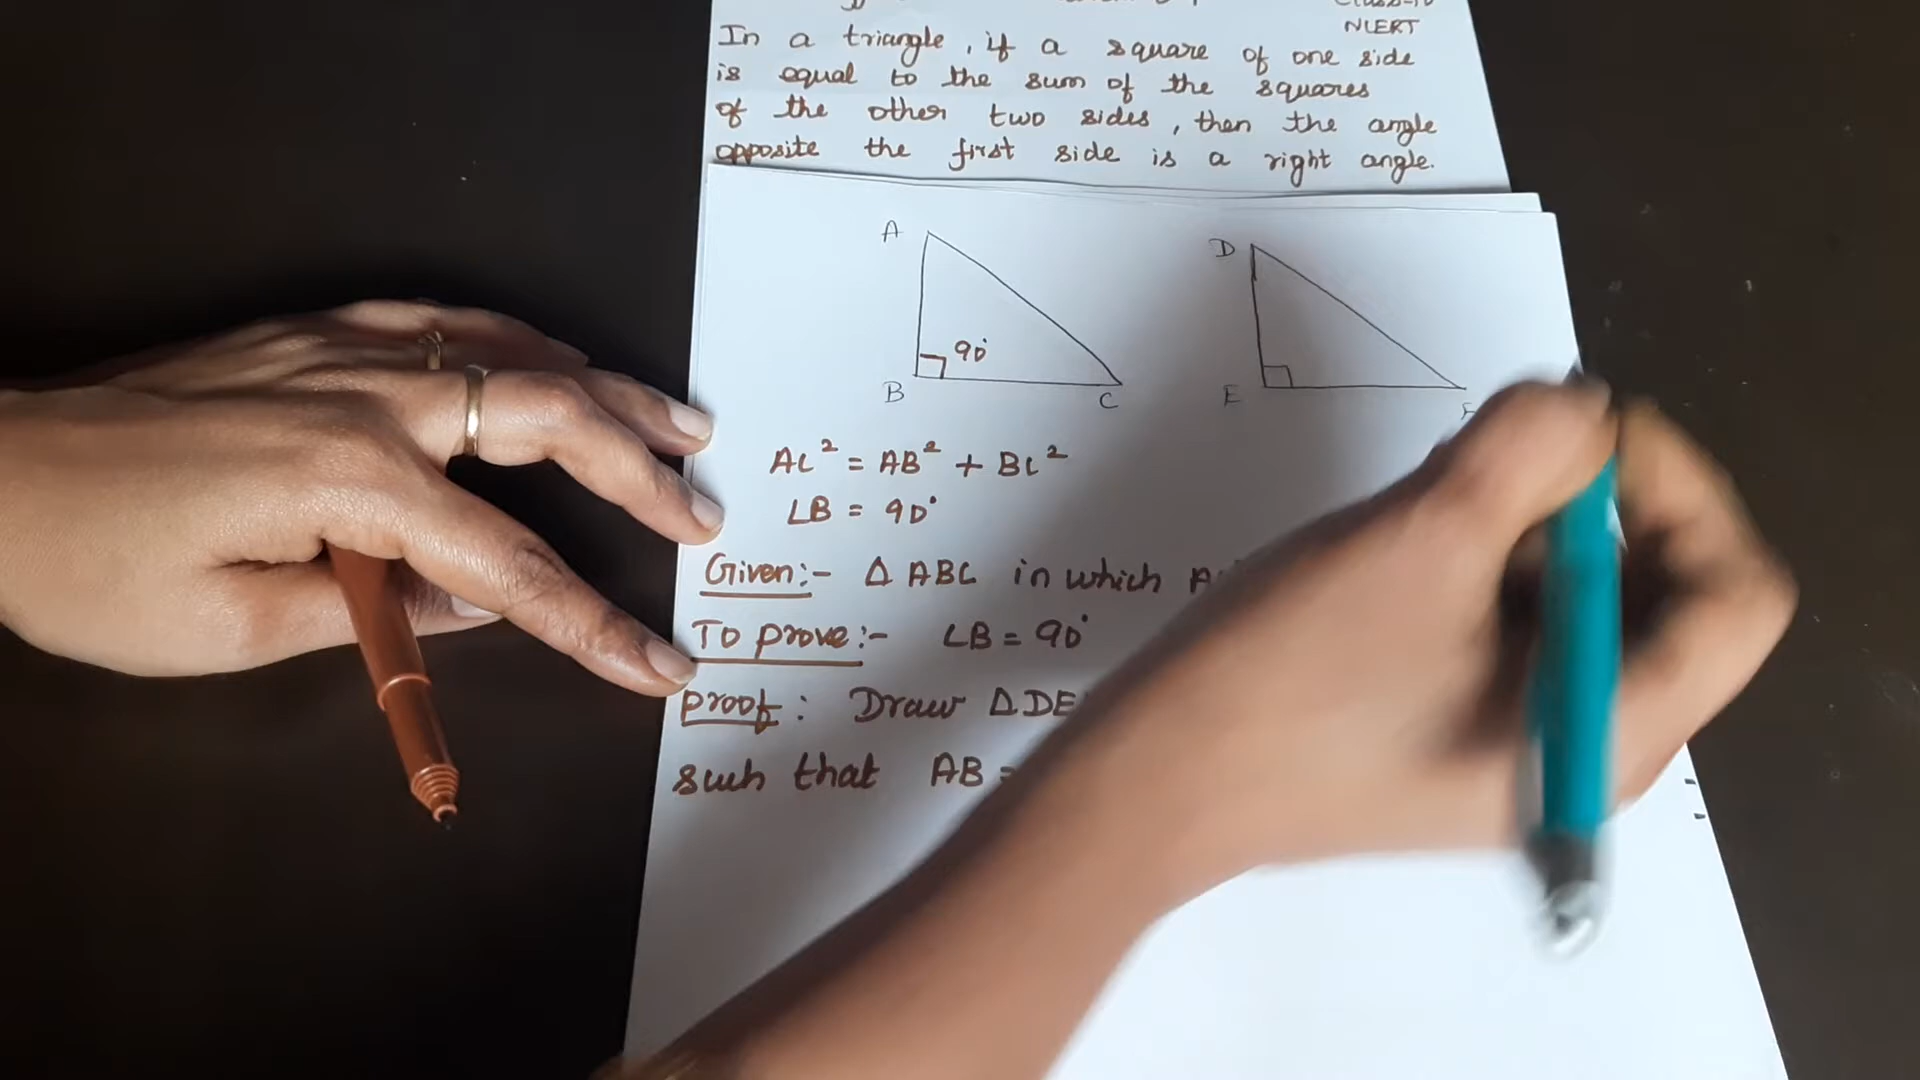 NCERT
In a triangle, if a square of one side
is equal to the sum of the squares
of the other two sides, then the angle
opposite the first side is a right angle.
A
D
90°
B
C
E
AC² = AB² + BC²
∠B = 90°
Given:- Δ ABC in which
To prove:- ∠B = 90°
Proof: Draw Δ DE
such that AB =